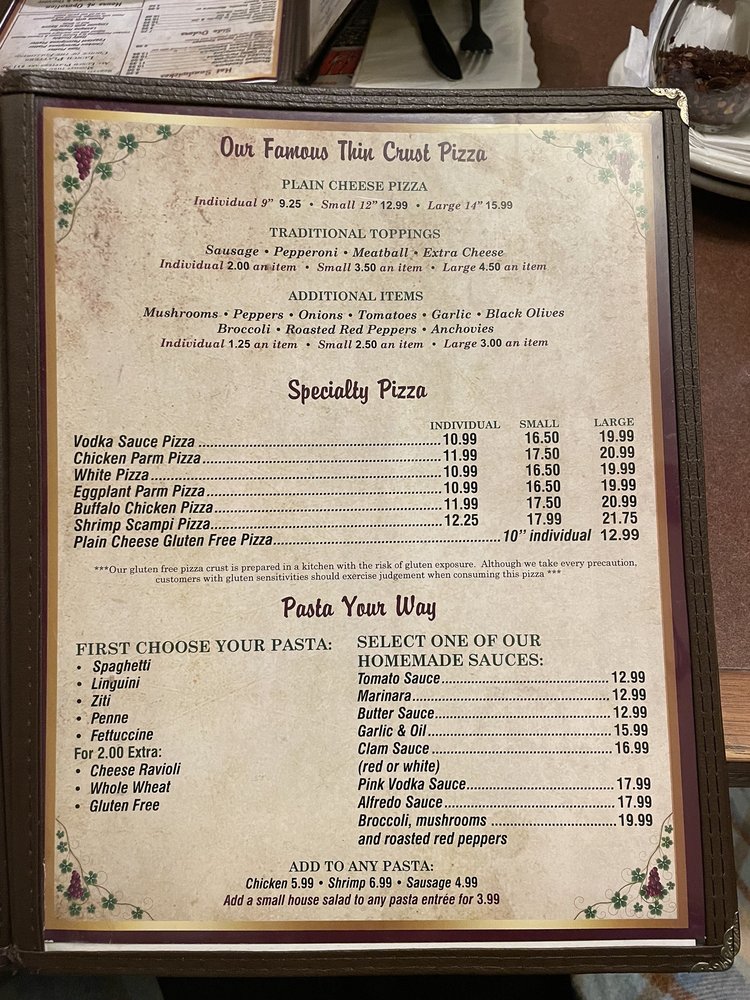 Hours of Operation
Side Orders
Hot Sandwiches
Our Famous Thin Crust Pizza
PLAIN CHEESE PIZZA
Individual 9" 9.25 • Small 12" 12.99 • Large 14" 15.99
TRADITIONAL TOPPINGS
Sausage • Pepperoni • Meatball • Extra Cheese
Individual 2.00 an item • Small 3.50 an item • Large 4.50 an item
ADDITIONAL ITEMS
Mushrooms • Peppers • Onions • Tomatoes • Garlic • Black Olives
Broccoli • Roasted Red Peppers • Anchovies
Individual 1.25 an item • Small 2.50 an item • Large 3.00 an item
Specialty Pizza
INDIVIDUAL SMALL LARGE
Vodka Sauce Pizza ........ 10.99 16.50 19.99
Chicken Parm Pizza ........ 11.99 17.50 20.99
White Pizza ........ 10.99 16.50 19.99
Eggplant Parm Pizza ........ 10.99 16.50 19.99
Buffalo Chicken Pizza ........ 11.99 17.50 20.99
Shrimp Scampi Pizza ........ 12.25 17.99 21.75
Plain Cheese Gluten Free Pizza ........ 10" individual 12.99
***Our gluten free pizza crust is prepared in a kitchen with the risk of gluten exposure. Although we take every precaution,
customers with gluten sensitivities should exercise judgement when consuming this pizza ***
Pasta Your Way
FIRST CHOOSE YOUR PASTA:
• Spaghetti
• Linguini
• Ziti
• Penne
• Fettuccine
For 2.00 Extra:
• Cheese Ravioli
• Whole Wheat
• Gluten Free
SELECT ONE OF OUR
HOMEMADE SAUCES:
Tomato Sauce ........ 12.99
Marinara ........ 12.99
Butter Sauce ........ 12.99
Garlic & Oil ........ 15.99
Clam Sauce ........ 16.99
(red or white)
Pink Vodka Sauce ........ 17.99
Alfredo Sauce ........ 17.99
Broccoli, mushrooms ........ 19.99
and roasted red peppers
ADD TO ANY PASTA:
Chicken 5.99 • Shrimp 6.99 • Sausage 4.99
Add a small house salad to any pasta entrée for 3.99